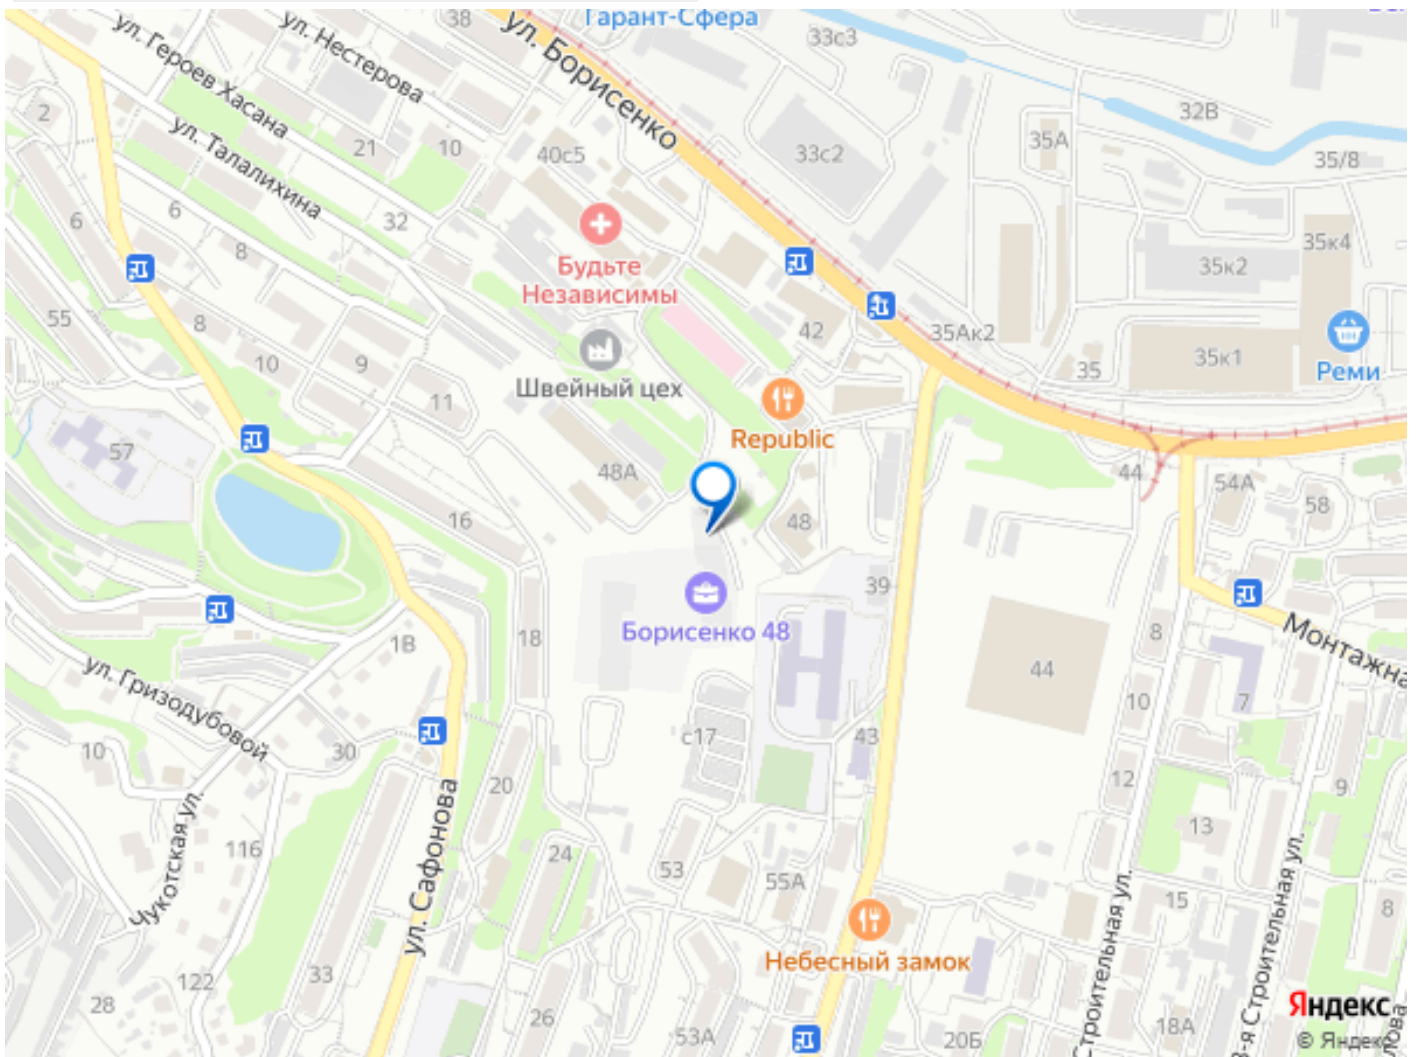 38
Гарант-Сфера
33с3
ул. Борисенко
ул. Нестерова
ул. Героев Хасана
ул. Талалихина
2
21
10
40с5
33с2
32В
35А
35/8
6
6
8
32
35к4
35к2
Будьте
Независимы
55
8
10
9
42
35Ак2
35
35к1
Реми
Швейный цех
11
Republic
57
48А
16
48
44
54А
58
39
Борисенко 48
18
1В
8
Монтажна
44
10
7
ул. Гризодубовой
с17
43
10
30
20
12
9
13
Чукотская ул.
ул. Сафонова
116
24
53
55А
15
8
Небесный замок
Строительная ул.
-я Строительная ул.
122
33
28
26
53А
20Б
18А
Яндекс
© Яндекс